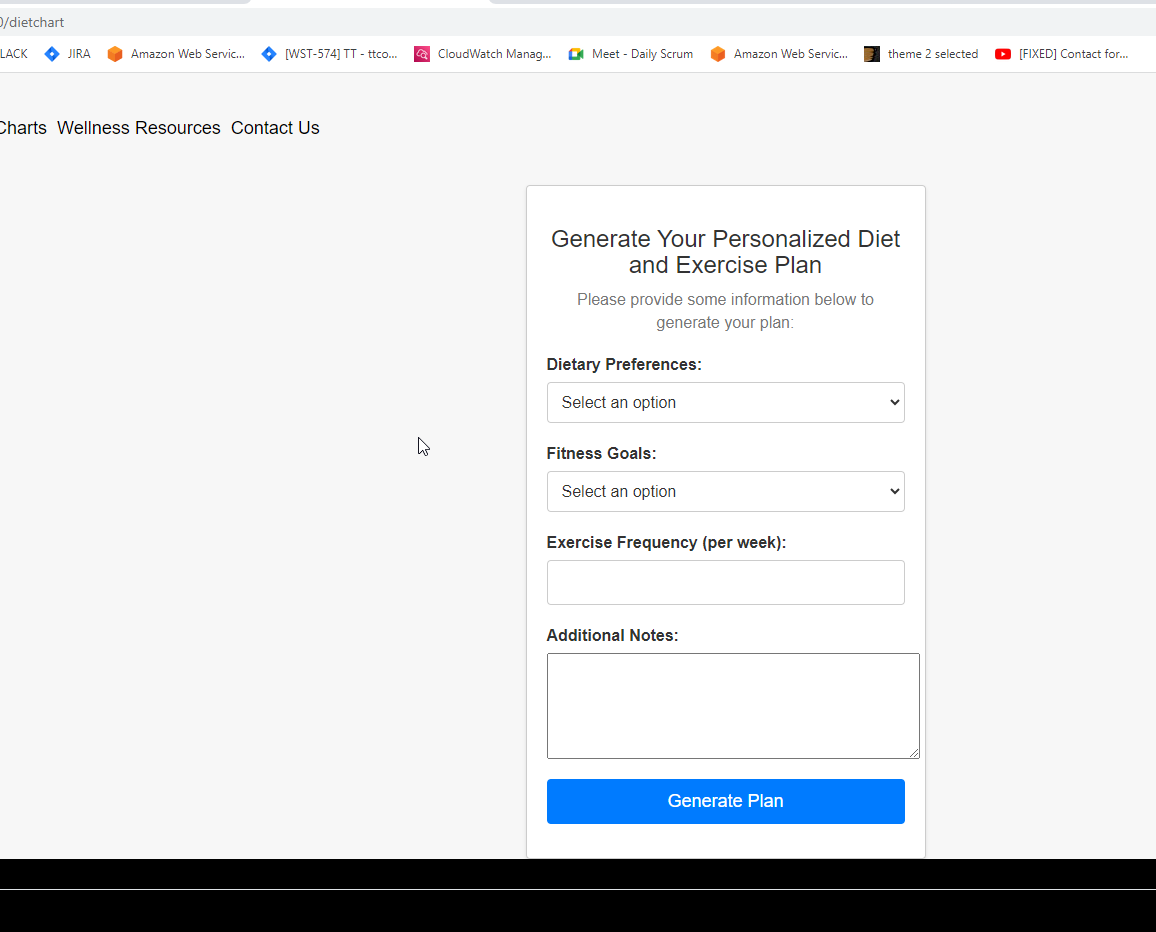 0/dietchart
LACK JIRA Amazon Web Servic... [WST-574] TT - ttco... CloudWatch Manag... Meet - Daily Scrum Amazon Web Servic... theme 2 selected [FIXED] Contact for...
Charts Wellness Resources Contact Us
Generate Your Personalized Diet
and Exercise Plan
Please provide some information below to
generate your plan:
Dietary Preferences:
Select an option
Fitness Goals:
Select an option
Exercise Frequency (per week):
Additional Notes:
Generate Plan